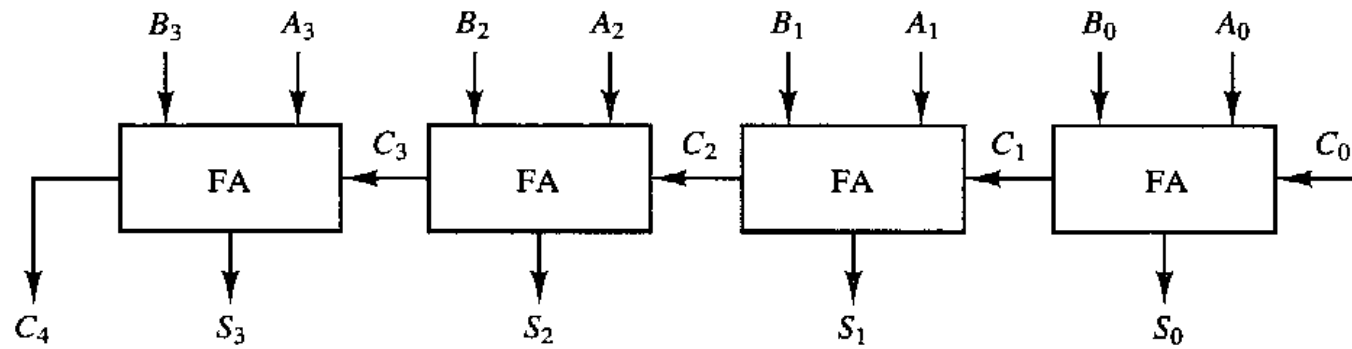 B₃ A₃ B₂ A₂ B₁ A₁ B₀ A₀
C₃ C₂ C₁ C₀
FA FA FA FA
C₄ S₃ S₂ S₁ S₀